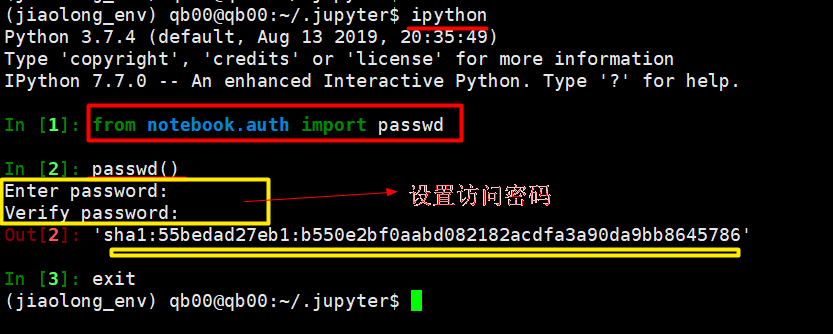 (jiaolong_env) qb00@qb00:~/.jupyter$ ipython
Python 3.7.4 (default, Aug 13 2019, 20:35:49)
Type 'copyright', 'credits' or 'license' for more information
IPython 7.7.0 -- An enhanced Interactive Python. Type '?' for help.
In [1]: from notebook.auth import passwd
In [2]: passwd()
Enter password:
设置访问密码
Verify password:
Out[2]: 'sha1:55bedad27eb1:b550e2bf0aabd082182acdfa3a90da9bb8645786'
In [3]: exit
(jiaolong_env) qb00@qb00:~/.jupyter$